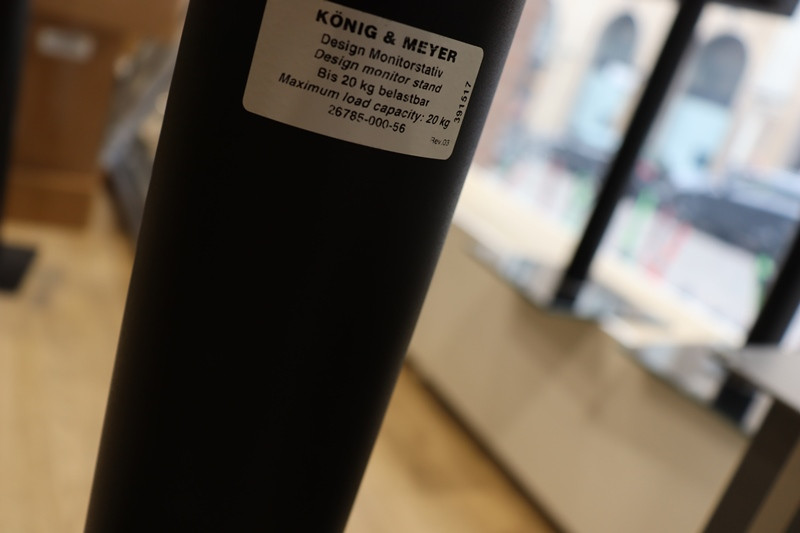 KÖNIG & MEYER
Design Monitorstativ
Design monitor stand
Bis 20 kg belastbar
Maximum load capacity: 20 kg
26785-000-56
Rev.03
391517